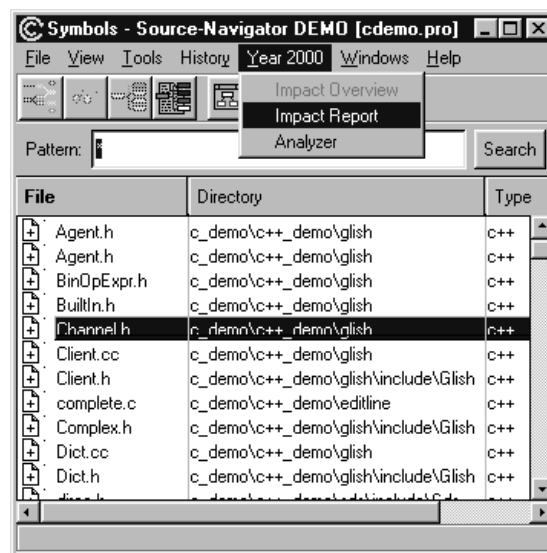 Symbols - Source-Navigator DEMO [cdemo.pro]
File View Tools History Year 2000 Windows Help
Impact Overview
Impact Report
Analyzer
Pattern: * Search
File Directory Type
Agent.h c_demo\c++_demo\glish c++
Agent.h c_demo\c++_demo\glish c++
BinOpExpr.h c_demo\c++_demo\glish c++
BuiltIn.h c_demo\c++_demo\glish c++
Channel.h c_demo\c++_demo\glish c++
Client.cc c_demo\c++_demo\glish c++
Client.h c_demo\c++_demo\glish\include\Glish c++
complete.c c_demo\c++_demo\editline c++
Complex.h c_demo\c++_demo\glish\include\Glish c++
Dict.cc c_demo\c++_demo\glish c++
Dict.h c_demo\c++_demo\glish\include\Glish c++